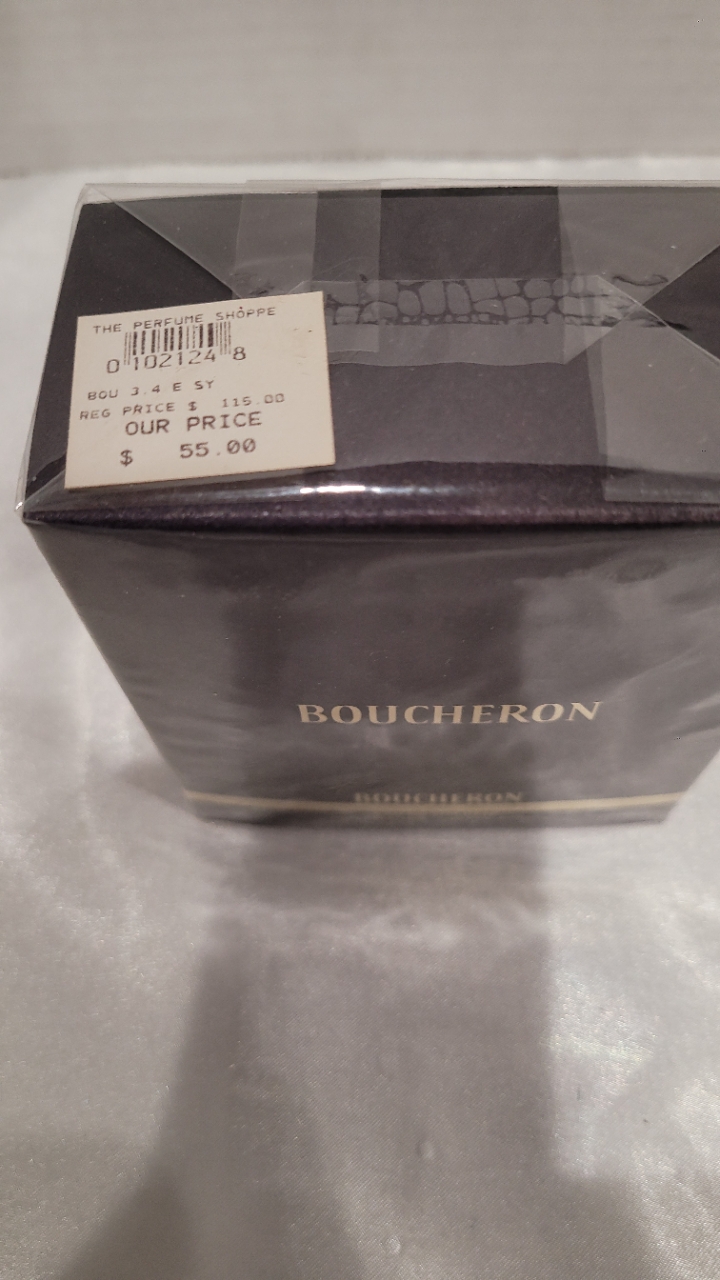 THE PERFUME SHOPPE
0 102124 8
BOU 3.4 E SY
REG PRICE $ 115.00
OUR PRICE
$ 55.00
BOUCHERON
BOUCHERON